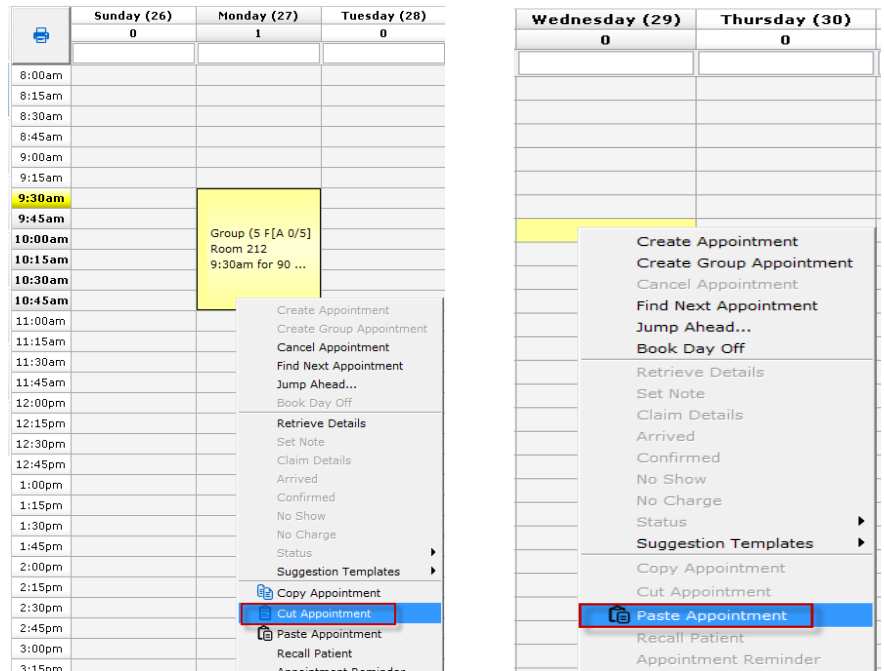 Sunday (26) Monday (27) Tuesday (28)
0 1 0
8:00am
8:15am
8:30am
8:45am
9:00am
9:15am
9:30am
9:45am
10:00am
10:15am
10:30am
10:45am
11:00am
11:15am
11:30am
11:45am
12:00pm
12:15pm
12:30pm
12:45pm
1:00pm
1:15pm
1:30pm
1:45pm
2:00pm
2:15pm
2:30pm
2:45pm
3:00pm
3:15pm
Group (5 F[A 0/5]
Room 212
9:30am for 90 ...
Create Appointment
Create Group Appointment
Cancel Appointment
Find Next Appointment
Jump Ahead...
Book Day Off
Retrieve Details
Set Note
Claim Details
Arrived
Confirmed
No Show
No Charge
Status
Suggestion Templates
Copy Appointment
Cut Appointment
Paste Appointment
Recall Patient
Appointment Reminder
Wednesday (29) Thursday (30)
0 0
Create Appointment
Create Group Appointment
Cancel Appointment
Find Next Appointment
Jump Ahead...
Book Day Off
Retrieve Details
Set Note
Claim Details
Arrived
Confirmed
No Show
No Charge
Status
Suggestion Templates
Copy Appointment
Cut Appointment
Paste Appointment
Recall Patient
Appointment Reminder